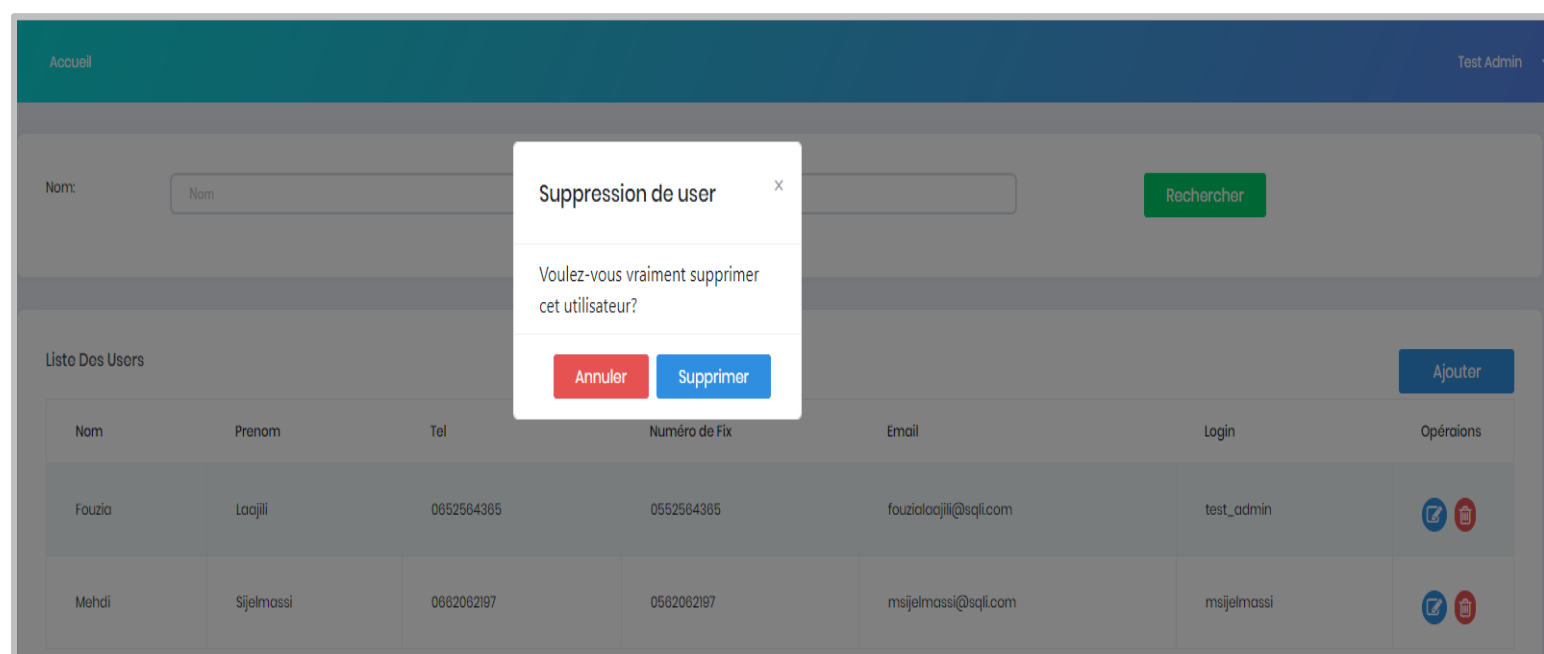 Accueil
Test Admin
Nom:
Nom
Rechercher
Suppression de user
x
Voulez-vous vraiment supprimer
cet utilisateur?
Annuler Supprimer
Liste Des Users
Ajouter
Nom Prenom Tel Numéro de Fix Email Login Opéraions
Fouzia Laajili 0652564365 0552564365 fouzialaajili@sqli.com test_admin
Mehdi Sijelmassi 0662062197 0562062197 msijelmassi@sqli.com msijelmassi